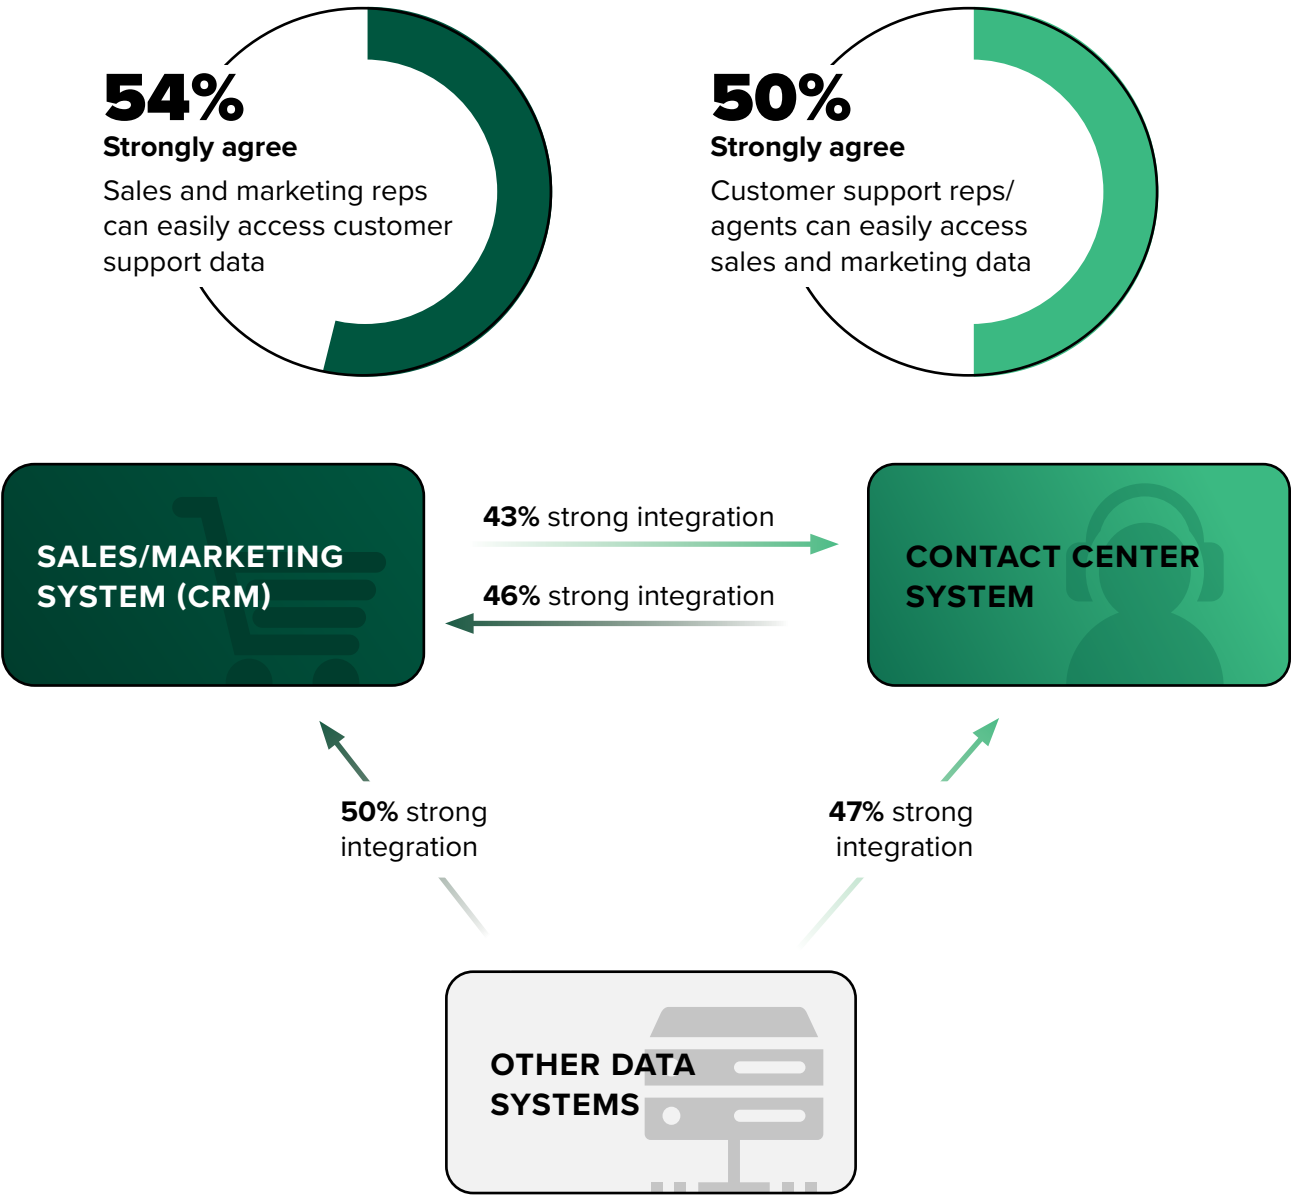 54%
Strongly agree
Sales and marketing reps
can easily access customer
support data
50%
Strongly agree
Customer support reps/
agents can easily access
sales and marketing data
SALES/MARKETING
SYSTEM (CRM)
43% strong integration
46% strong integration
CONTACT CENTER
SYSTEM
50% strong
integration
47% strong
integration
OTHER DATA
SYSTEMS